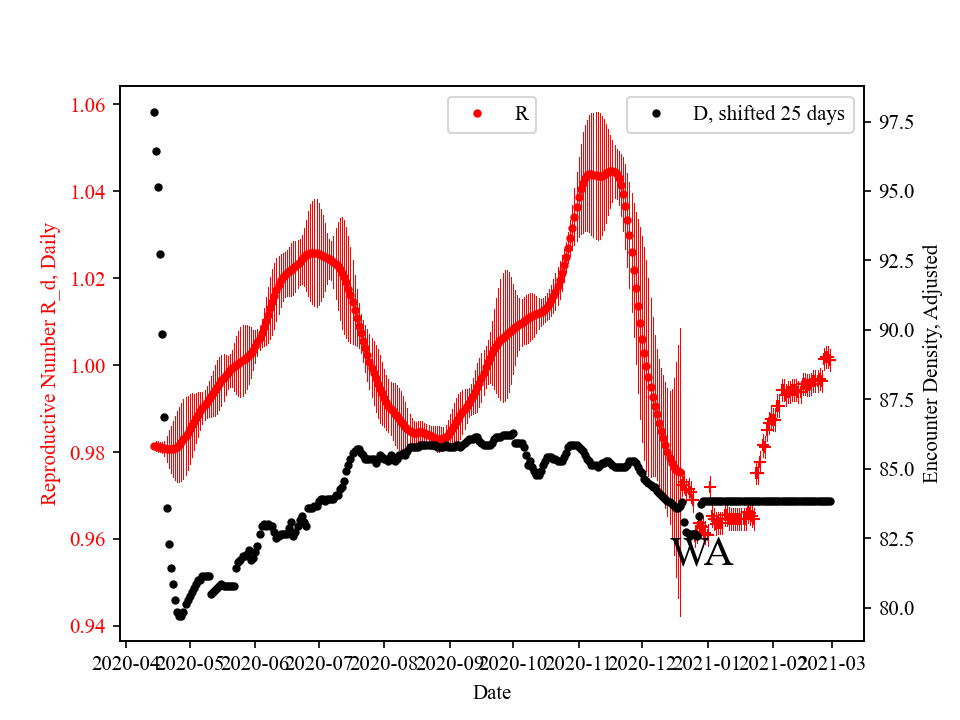 R
D, shifted 25 days
1.06
1.04
1.02
1.00
0.98
0.96
0.94
Reproductive Number R_d, Daily
97.5
95.0
92.5
90.0
87.5
85.0
82.5
80.0
Encounter Density, Adjusted
WA
2020-04 2020-05 2020-06 2020-07 2020-08 2020-09 2020-10 2020-11 2020-12 2021-01 2021-02 2021-03
Date